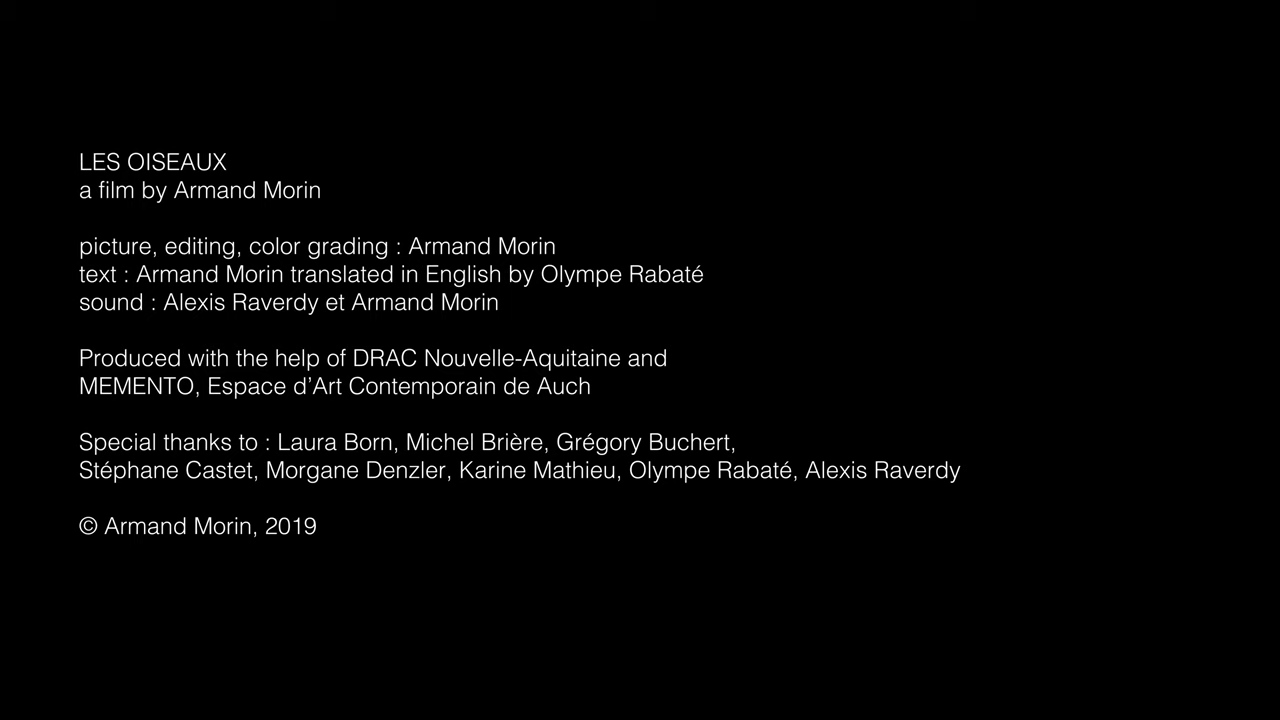 LES OISEAUX
a film by Armand Morin
picture, editing, color grading : Armand Morin
text : Armand Morin translated in English by Olympe Rabaté
sound : Alexis Raverdy et Armand Morin
Produced with the help of DRAC Nouvelle-Aquitaine and
MEMENTO, Espace d’Art Contemporain de Auch
Special thanks to : Laura Born, Michel Brière, Grégory Buchert,
Stéphane Castet, Morgane Denzler, Karine Mathieu, Olympe Rabaté, Alexis Raverdy
© Armand Morin, 2019